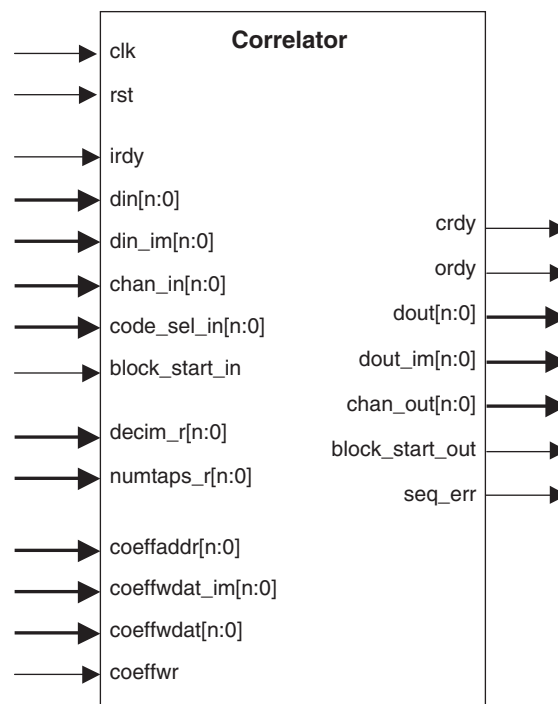 Correlator
clk
rst
irdy
din[n:0]
din_im[n:0]
chan_in[n:0]
code_sel_in[n:0]
block_start_in
decim_r[n:0]
numtaps_r[n:0]
coeffaddr[n:0]
coeffwdat_im[n:0]
coeffwdat[n:0]
coeffwr
crdy
ordy
dout[n:0]
dout_im[n:0]
chan_out[n:0]
block_start_out
seq_err